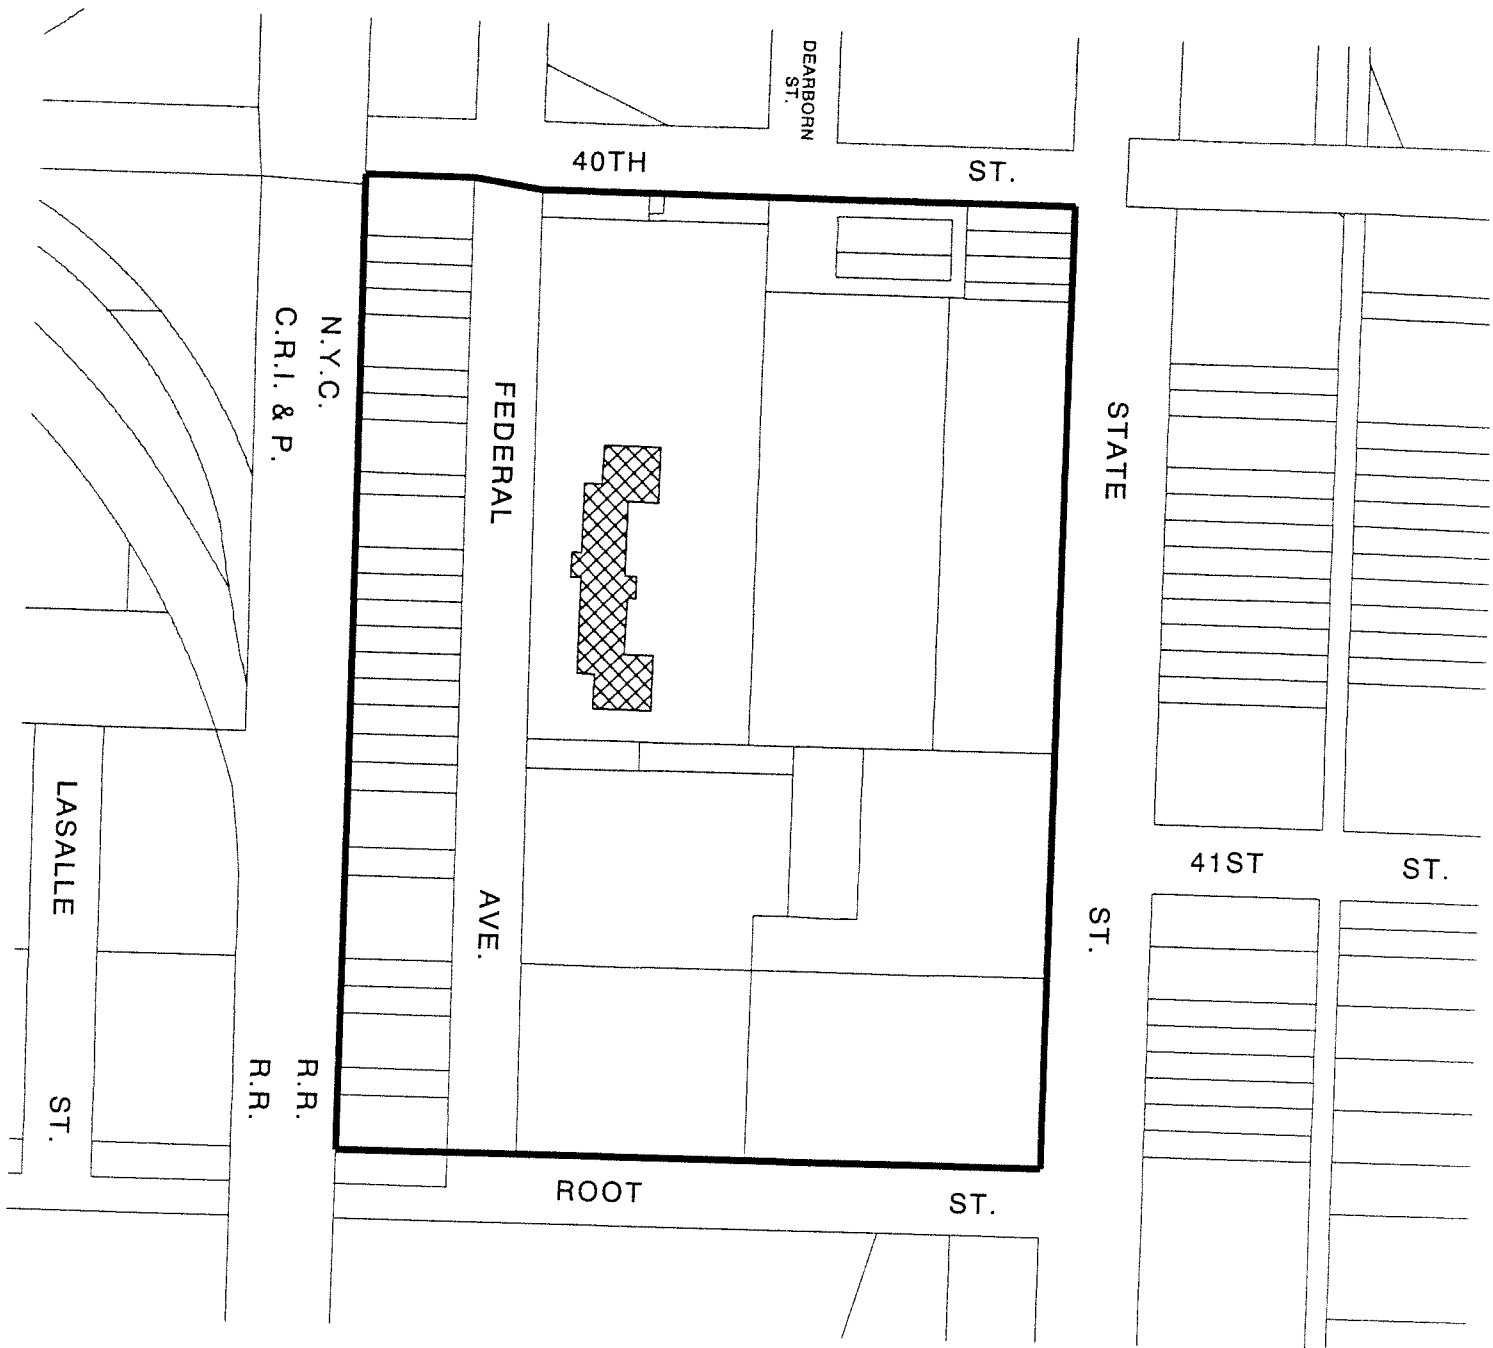 DEARBORN
ST.
40TH ST.
N.Y.C. R.R.
C.R.I. & P. R.R.
FEDERAL AVE.
STATE ST.
LASALLE ST.
41ST ST.
ROOT ST.